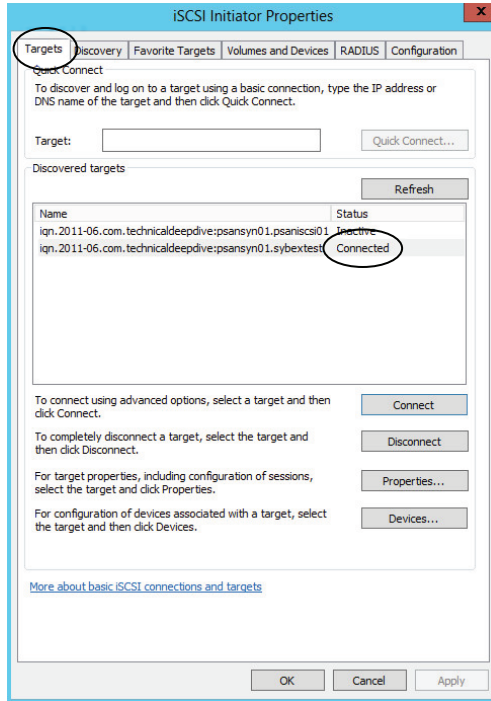 iSCSI Initiator Properties
x
Targets Discovery Favorite Targets Volumes and Devices RADIUS Configuration
Quick Connect
To discover and log on to a target using a basic connection, type the IP address or
DNS name of the target and then click Quick Connect.
Target:
Quick Connect...
Discovered targets
Refresh
Name Status
iqn.2011-06.com.technicaldeepdive:psansyn01.psaniscsi01 Inactive
iqn.2011-06.com.technicaldeepdive:psansyn01.sybextest Connected
To connect using advanced options, select a target and then
click Connect.
Connect
To completely disconnect a target, select the target and
then click Disconnect.
Disconnect
For target properties, including configuration of sessions,
select the target and click Properties.
Properties...
For configuration of devices associated with a target, select
the target and then click Devices.
Devices...
More about basic iSCSI connections and targets
OK Cancel Apply